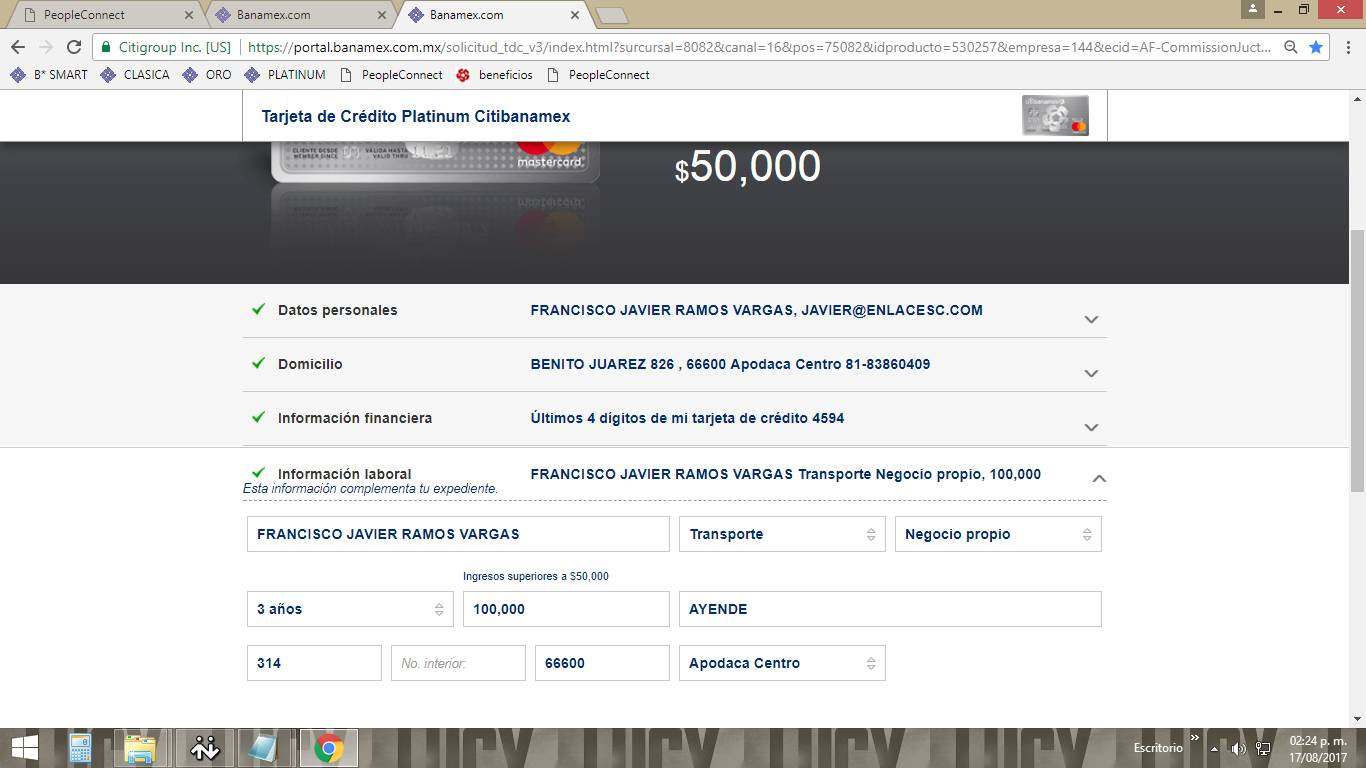 PeopleConnect
Banamex.com
Banamex.com
Citigroup Inc. [US] https://portal.banamex.com.mx/solicitud_tdc_v3/index.html?surcursal=8082&canal=16&pos=75082&idproducto=530257&empresa=144&ecid=AF-CommissionJuct...
B* SMART CLASICA ORO PLATINUM PeopleConnect beneficios PeopleConnect
Tarjeta de Crédito Platinum Citibanamex
CLIENTE DESDE MEMBER SINCE VALIDA HASTA VALID THRU mastercard.
$50,000
Datos personales FRANCISCO JAVIER RAMOS VARGAS, JAVIER@ENLACESC.COM
Domicilio BENITO JUAREZ 826 , 66600 Apodaca Centro 81-83860409
Información financiera Últimos 4 dígitos de mi tarjeta de crédito 4594
Información laboral FRANCISCO JAVIER RAMOS VARGAS Transporte Negocio propio, 100,000
Esta información complementa tu expediente.
FRANCISCO JAVIER RAMOS VARGAS Transporte Negocio propio
Ingresos superiores a $50,000
3 años 100,000 AYENDE
314 No. interior: 66600 Apodaca Centro
Escritorio 02:24 p. m.
17/08/2017